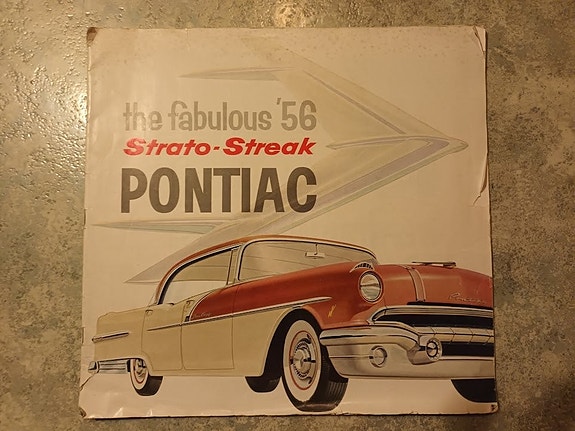 the fabulous '56
Strato-Streak
PONTIAC